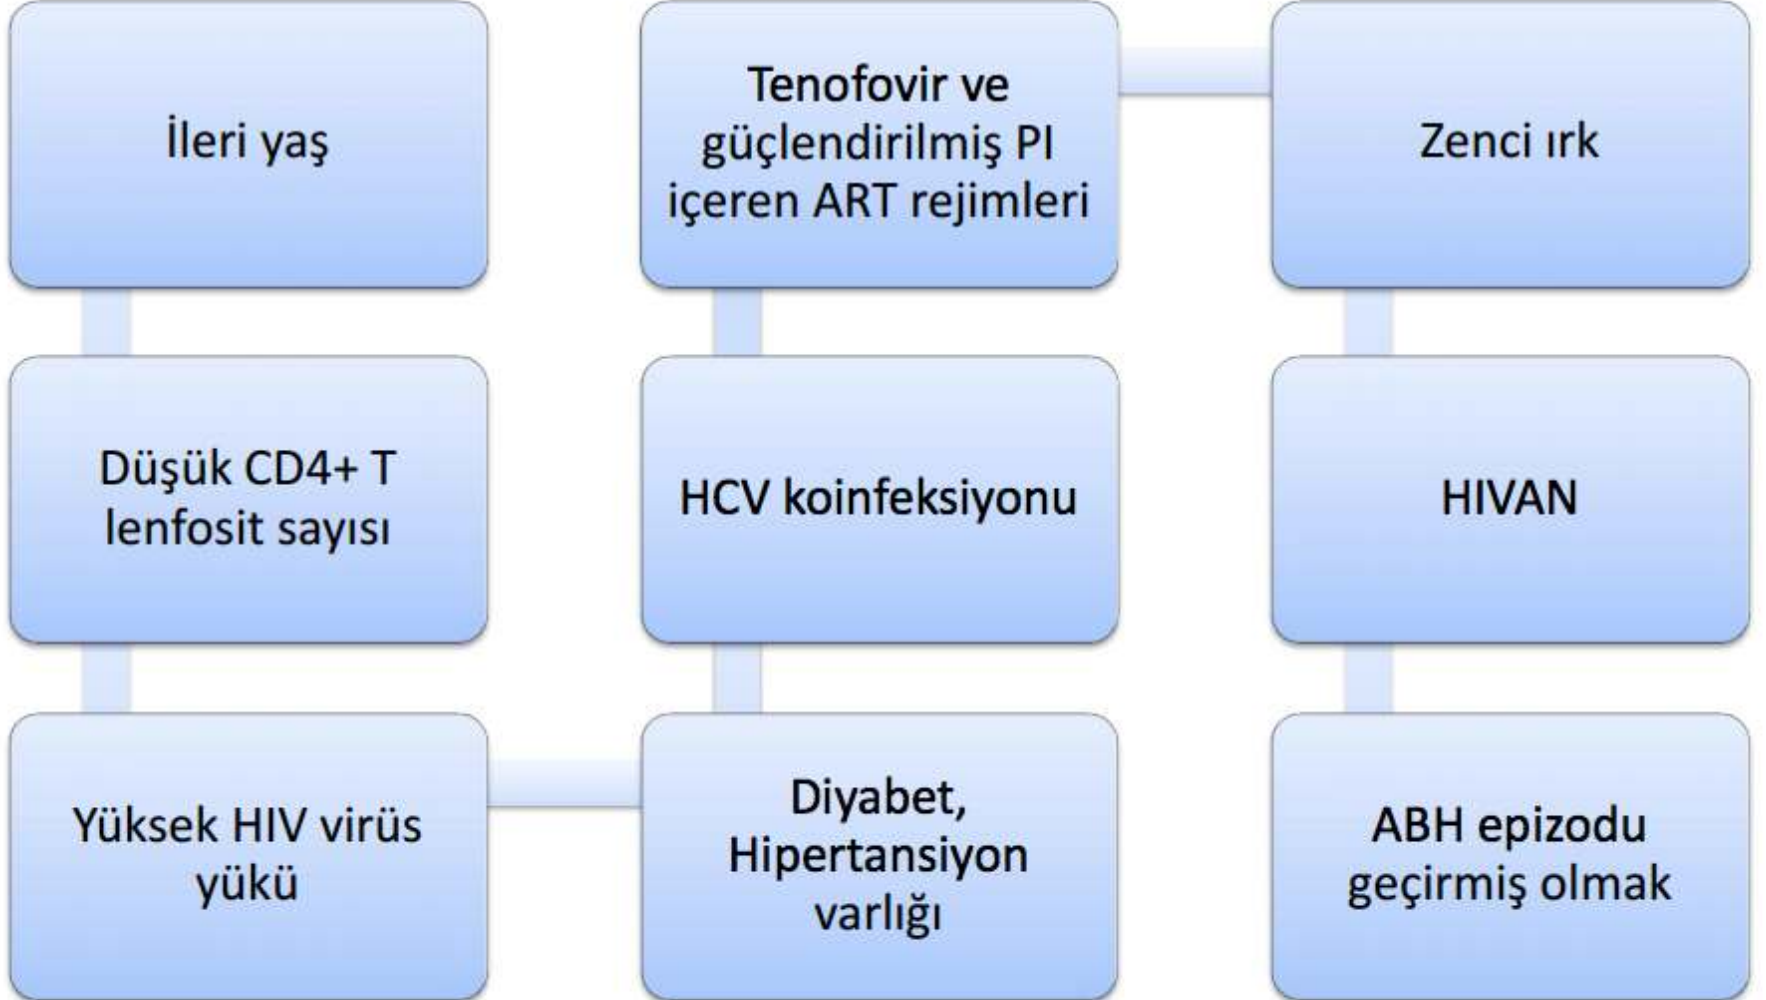 İleri yaş
Düşük CD4+ T
lenfosit sayısı
Yüksek HIV virüs
yükü
Diyabet,
Hipertansiyon
varlığı
HCV koinfeksiyonu
Tenofovir ve
güçlendirilmiş PI
içeren ART rejimleri
Zenci ırk
HIVAN
ABH epizodu
geçirmiş olmak